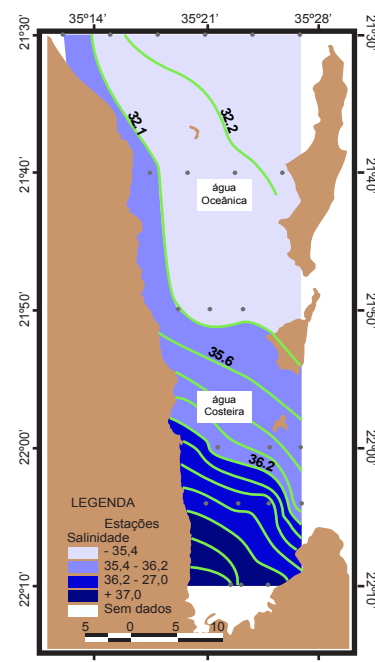 35°14' 35°21' 35°28'
21°30' 21°30'
32.1
32.2
21°40' 21°40'
água
Oceânica
21°50' 21°50'
35.6
água
Costeira
22°00' 22°00'
36.2
LEGENDA
Estações
Salinidade
- 35,4
35,4 - 36,2
36,2 - 27,0
+ 37,0
22°10' 22°10'
Sem dados
5 0 5 10